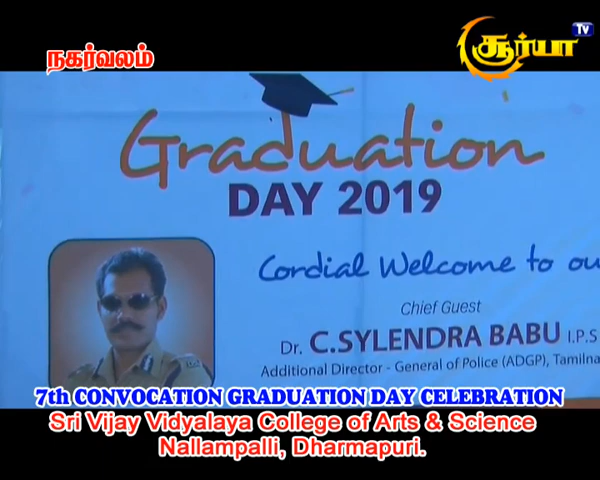 நகர்வலம்
சூர்யா TV
Graduation
DAY 2019
Cordial Welcome to ou
Chief Guest
Dr. C.SYLENDRA BABU I.P.S
Additional Director - General of Police (ADGP), Tamilna
7th CONVOCATION GRADUATION DAY CELEBRATION
Sri Vijay Vidyalaya College of Arts & Science
Nallampalli, Dharmapuri.